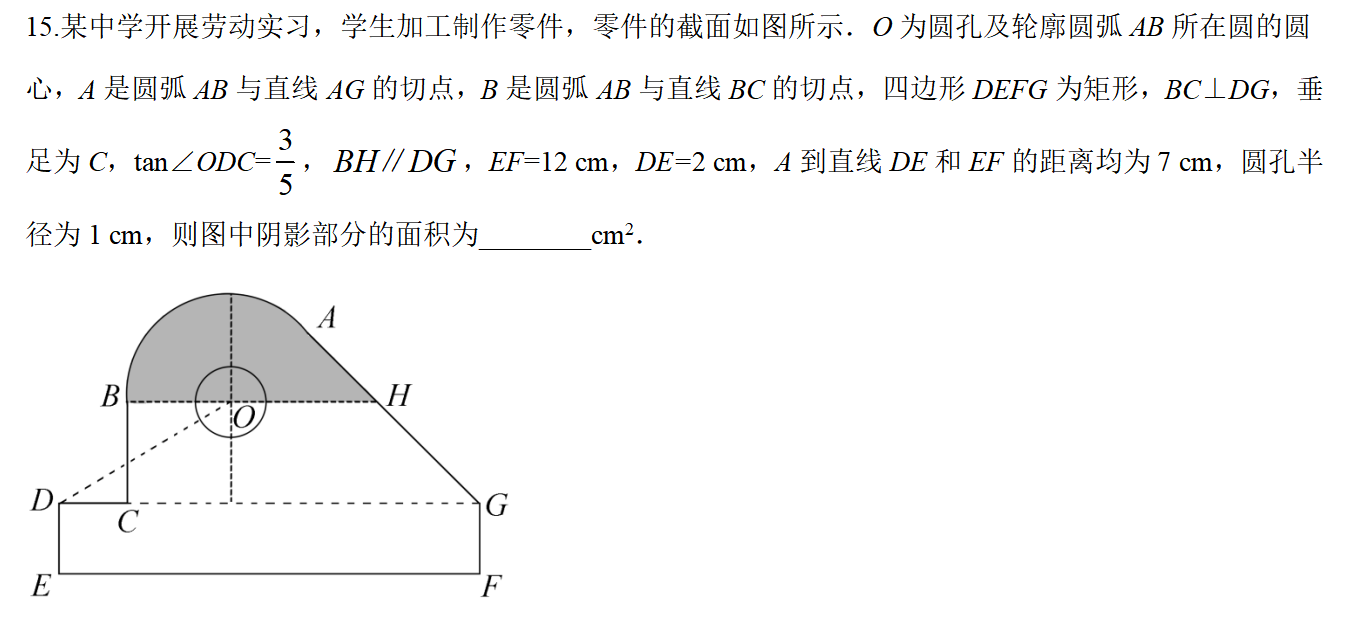 15.某中学开展劳动实习，学生加工制作零件，零件的截面如图所示．O 为圆孔及轮廓圆弧 AB 所在圆的圆
心，A 是圆弧 AB 与直线 AG 的切点，B 是圆弧 AB 与直线 BC 的切点，四边形 DEFG 为矩形，BC⊥DG，垂
足为 C，tan∠ODC=3/5，BH∥DG，EF=12 cm，DE=2 cm，A 到直线 DE 和 EF 的距离均为 7 cm，圆孔半
径为 1 cm，则图中阴影部分的面积为________cm²．
A
B
H
O
D
C
G
E
F